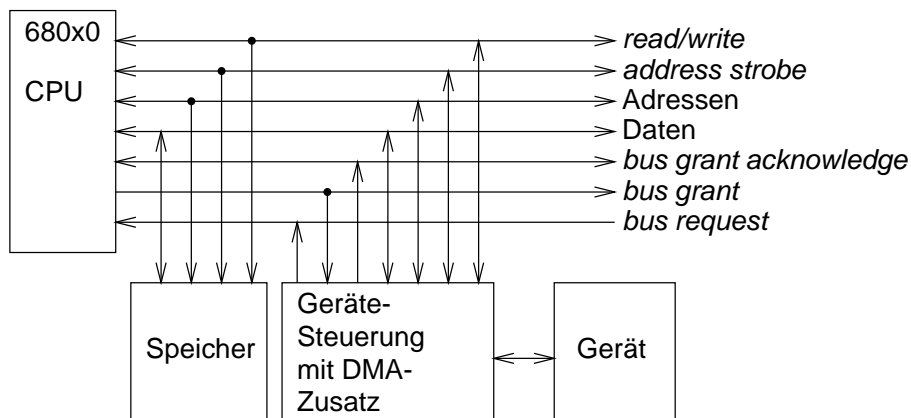 680x0
CPU
read/write
address strobe
Adressen
Daten
bus grant acknowledge
bus grant
bus request
Speicher
Geräte-
Steuerung
mit DMA-
Zusatz
Gerät